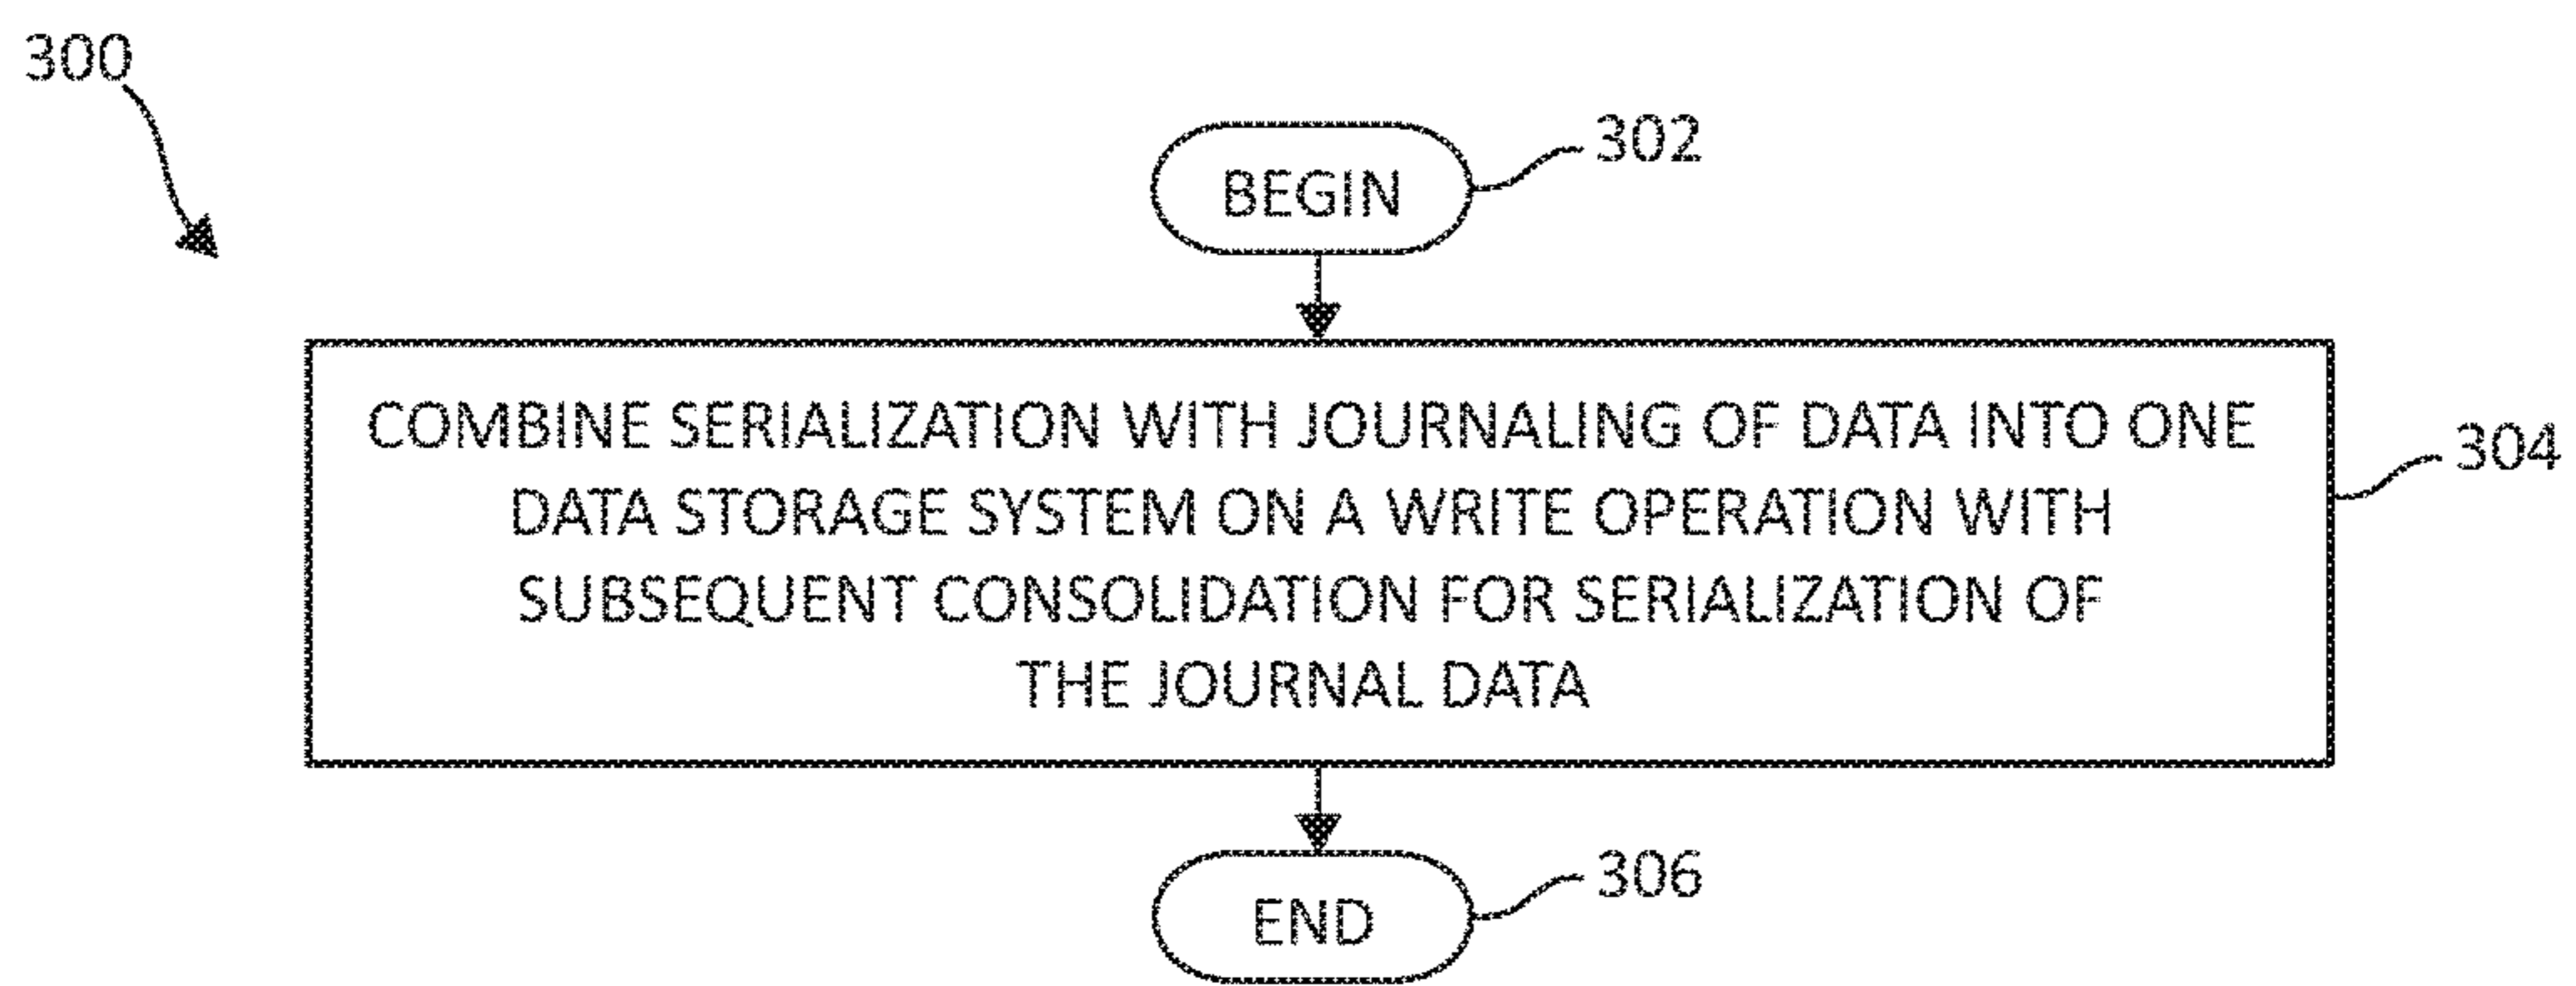 300
302
BEGIN
COMBINE SERIALIZATION WITH JOURNALING OF DATA INTO ONE
DATA STORAGE SYSTEM ON A WRITE OPERATION WITH
SUBSEQUENT CONSOLIDATION FOR SERIALIZATION OF
THE JOURNAL DATA
304
306
END